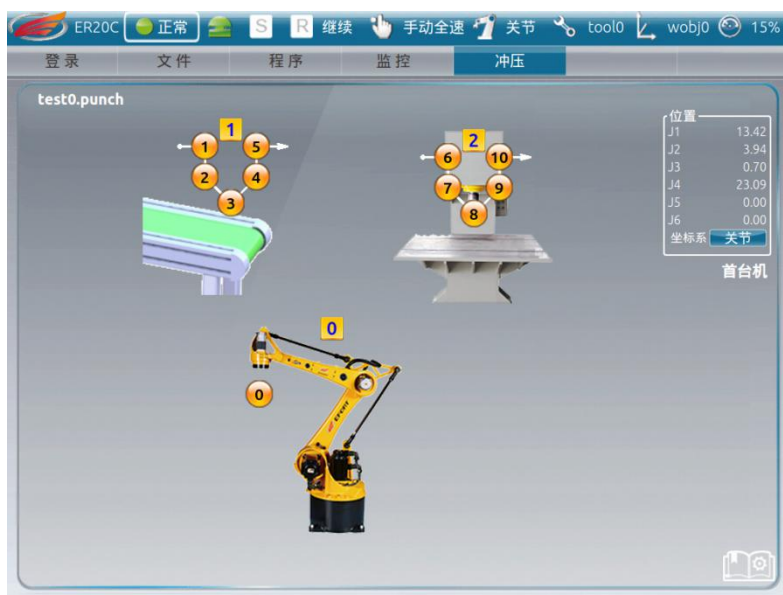 ER20C 正常 S R 继续 手动全速 关节 tool0 wobj0 15%
登录 文件 程序 监控 冲压
test0.punch
1
1 5
2 4
3
2
6 10
7 9
8
位置
J1 13.42
J2 3.94
J3 0.70
J4 23.09
J5 0.00
J6 0.00
坐标系 关节
首台机
0
0
EFORT